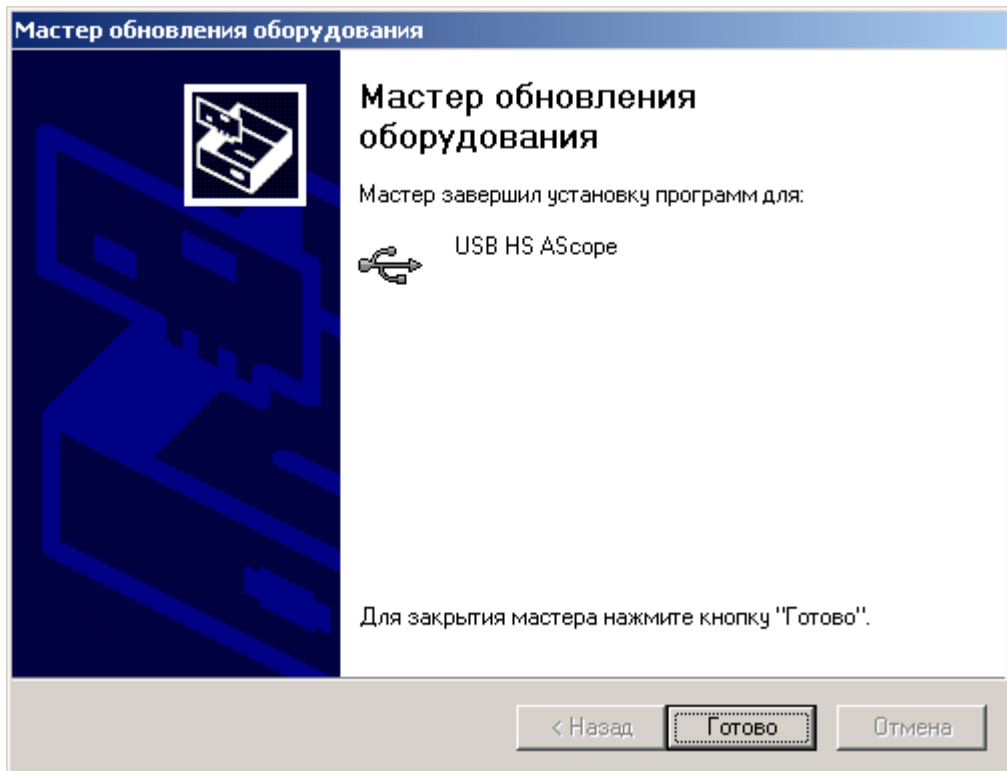 Мастер обновления оборудования
Мастер обновления
оборудования
Мастер завершил установку программ для:
USB HS AScope
Для закрытия мастера нажмите кнопку "Готово".
< Назад
Готово
Отмена